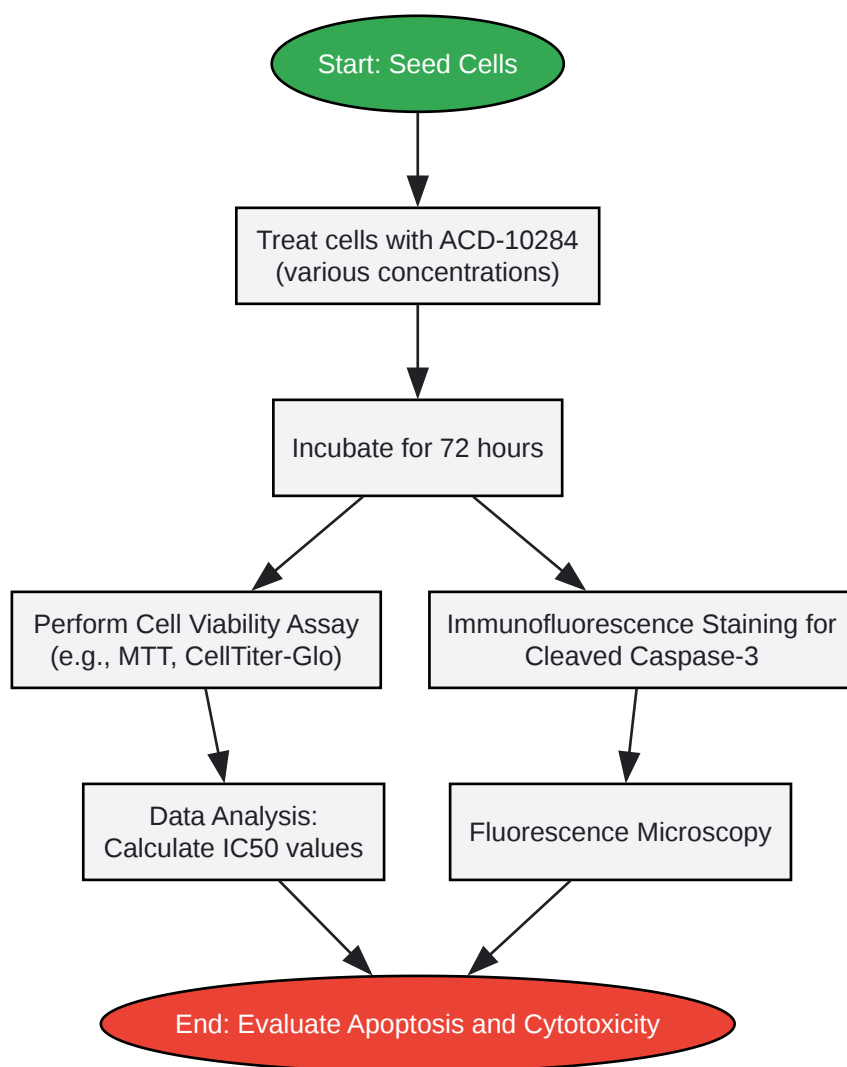 Start: Seed Cells
Treat cells with ACD-10284
(various concentrations)
Incubate for 72 hours
Perform Cell Viability Assay
(e.g., MTT, CellTiter-Glo)
Immunofluorescence Staining for
Cleaved Caspase-3
Data Analysis:
Calculate IC50 values
Fluorescence Microscopy
End: Evaluate Apoptosis and Cytotoxicity